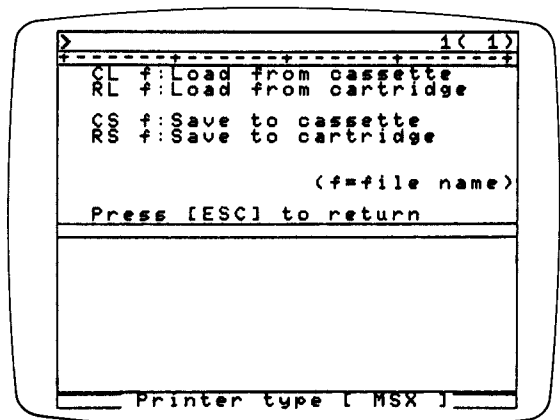 > 1( 1)
+----+----+----+----+
CL f:Load from cassette
RL f:Load from cartridge
CS f:Save to cassette
RS f:Save to cartridge
(f=file name)
Press [ESC] to return
Printer type [ MSX ]